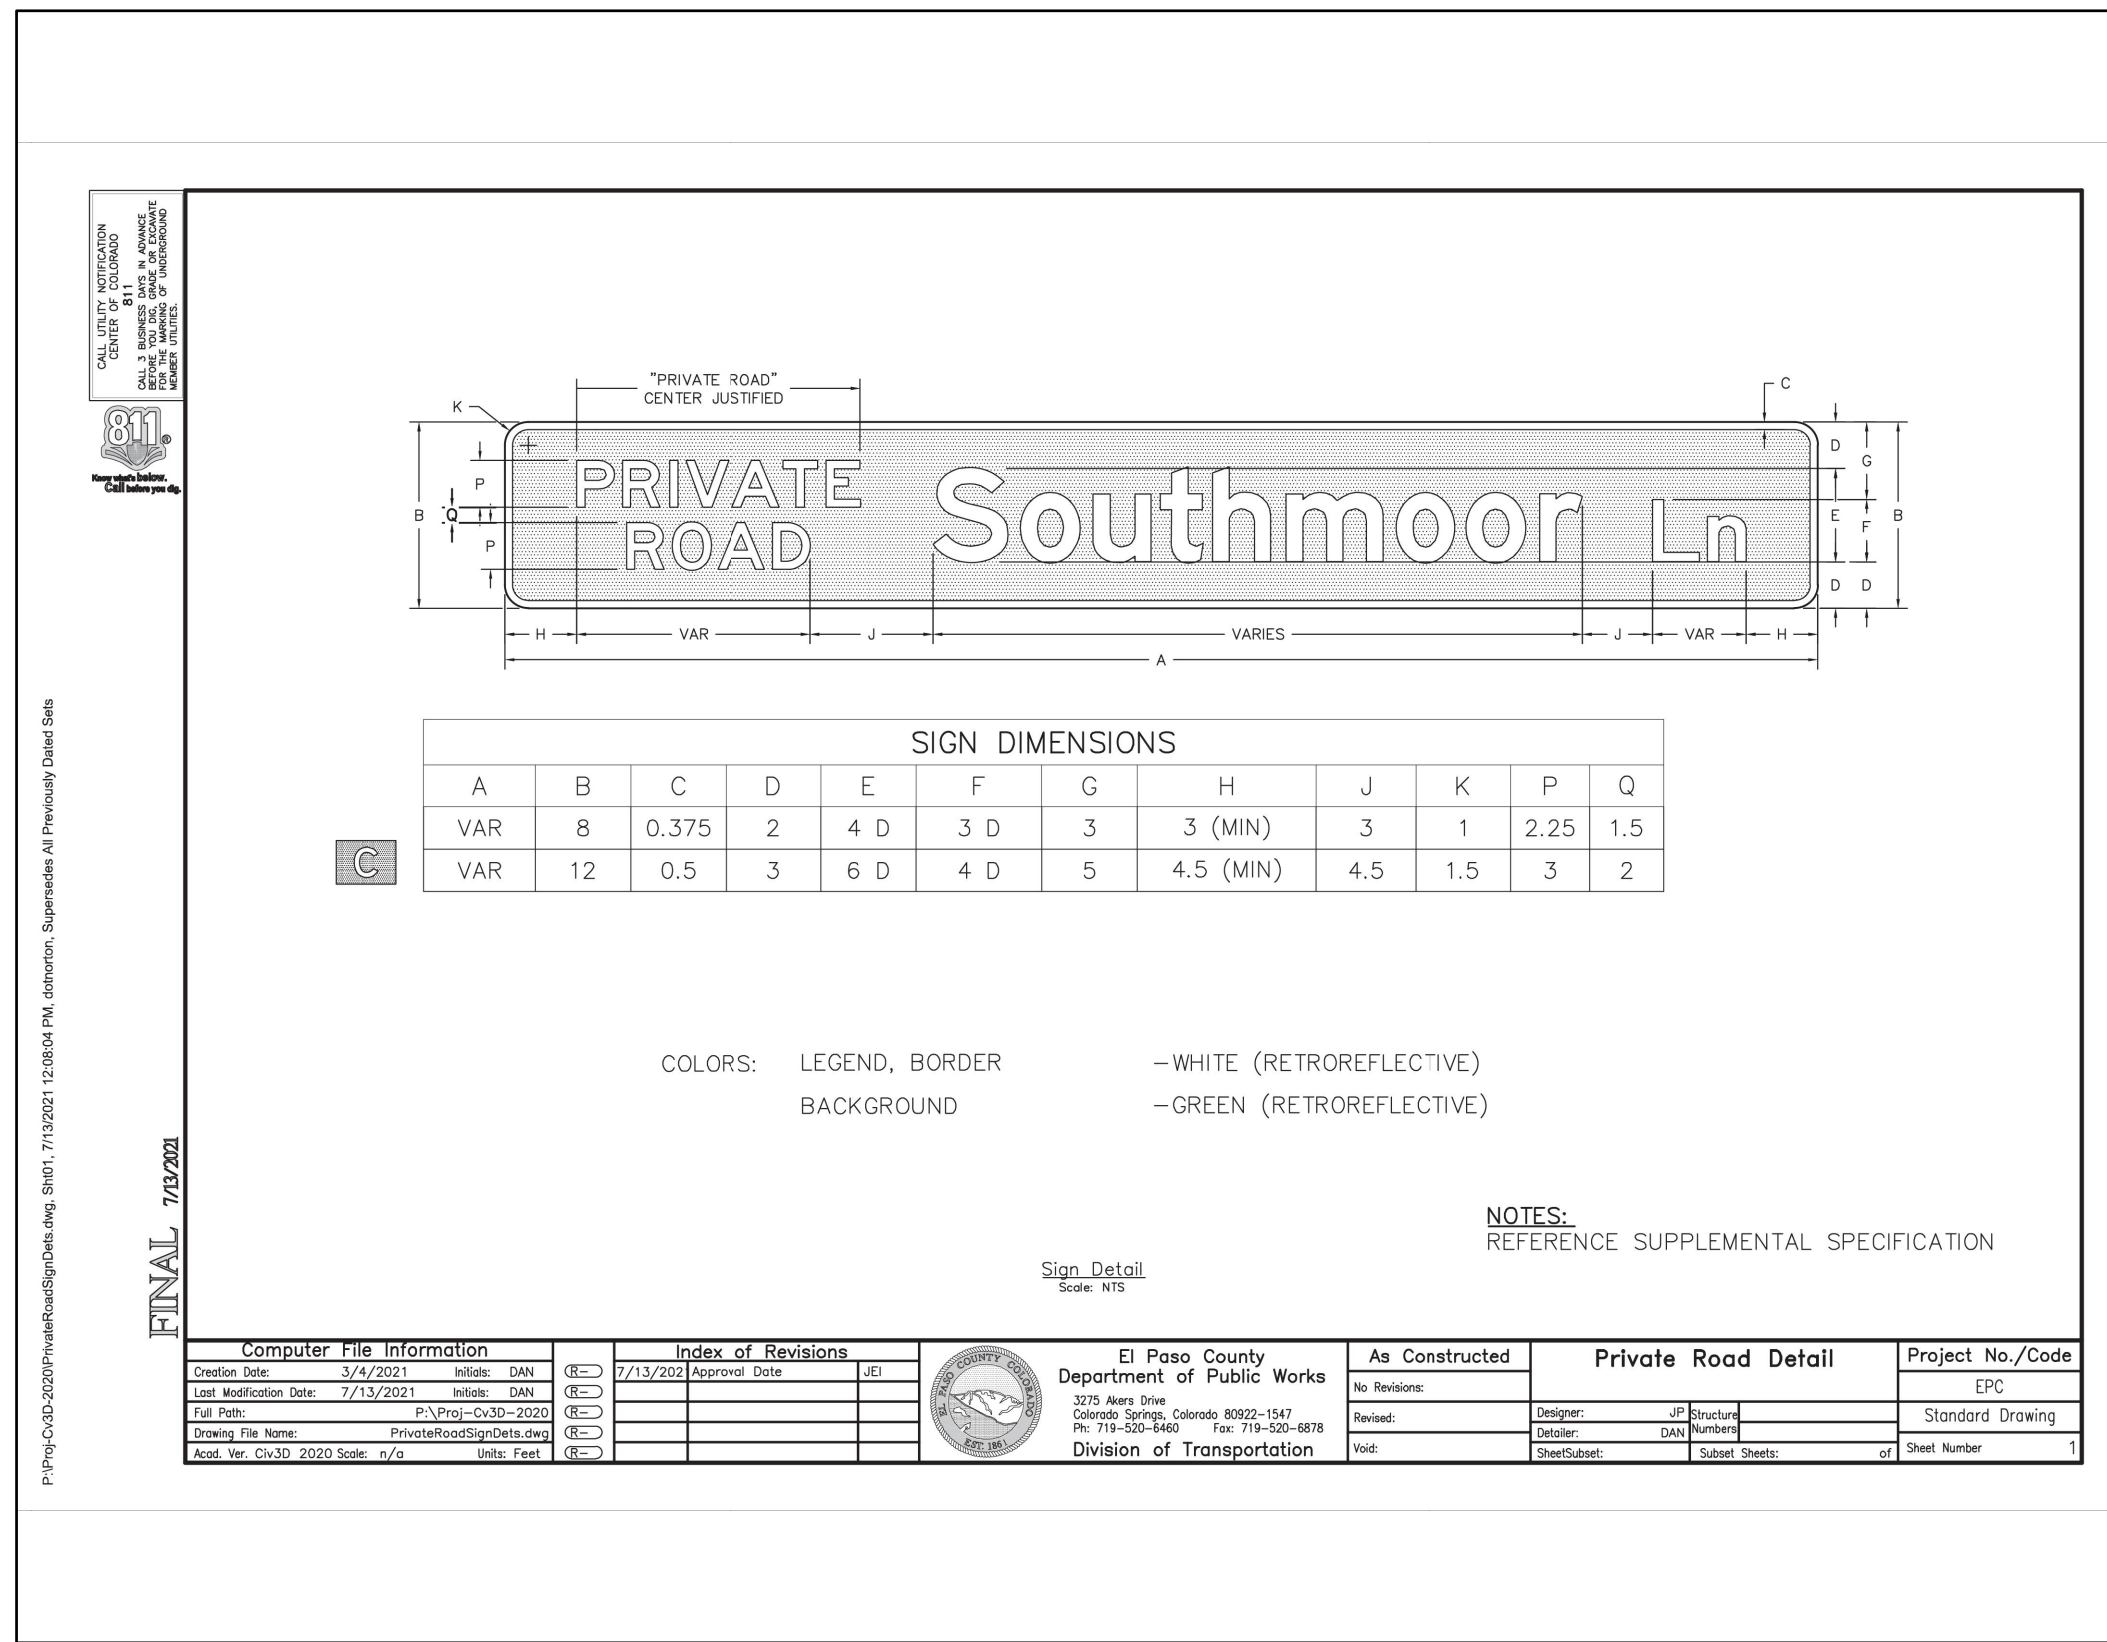 CALL UTILITY NOTIFICATION
CENTER OF COLORADO
811
CALL 3 BUSINESS DAYS IN ADVANCE
BEFORE YOU DIG, GRADE OR EXCAVATE
FOR THE MARKING OF UNDERGROUND
MEMBER UTILITIES.
811®
Know what's below.
Call before you dig.
P:\Proj-Cv3D-2020\PrivateRoadSignDets.dwg, Sht01, 7/13/2021 12:08:04 PM, dotnorton, Supersedes All Previously Dated Sets
FINAL 7/13/2021
"PRIVATE ROAD"
CENTER JUSTIFIED
K
C
PRIVATE
ROAD
Southmoor Ln
B
P
Q
P
D
E
D
G
F
D
B
H VAR J VARIES J VAR H
A
SIGN DIMENSIONS
A B C D E F G H J K P Q
VAR 8 0.375 2 4 D 3 D 3 3 (MIN) 3 1 2.25 1.5
C
VAR 12 0.5 3 6 D 4 D 5 4.5 (MIN) 4.5 1.5 3 2
COLORS: LEGEND, BORDER –WHITE (RETROREFLECTIVE)
BACKGROUND –GREEN (RETROREFLECTIVE)
NOTES:
REFERENCE SUPPLEMENTAL SPECIFICATION
Sign Detail
Scale: NTS
Computer File Information
Creation Date: 3/4/2021 Initials: DAN
Last Modification Date: 7/13/2021 Initials: DAN
Full Path: P:\Proj–Cv3D–2020
Drawing File Name: PrivateRoadSignDets.dwg
Acad. Ver. Civ3D 2020 Scale: n/a Units: Feet
R–
R–
R–
R–
R–
Index of Revisions
7/13/202 Approval Date JEI
EL PASO COUNTY COLORADO
EST. 1861
El Paso County
Department of Public Works
3275 Akers Drive
Colorado Springs, Colorado 80922–1547
Ph: 719–520–6460 Fax: 719–520–6878
Division of Transportation
As Constructed
No Revisions:
Revised:
Void:
Private Road Detail
Designer: JP
Detailer: DAN
Structure
Numbers
SheetSubset:
Subset Sheets: of
Project No./Code
EPC
Standard Drawing
Sheet Number 1